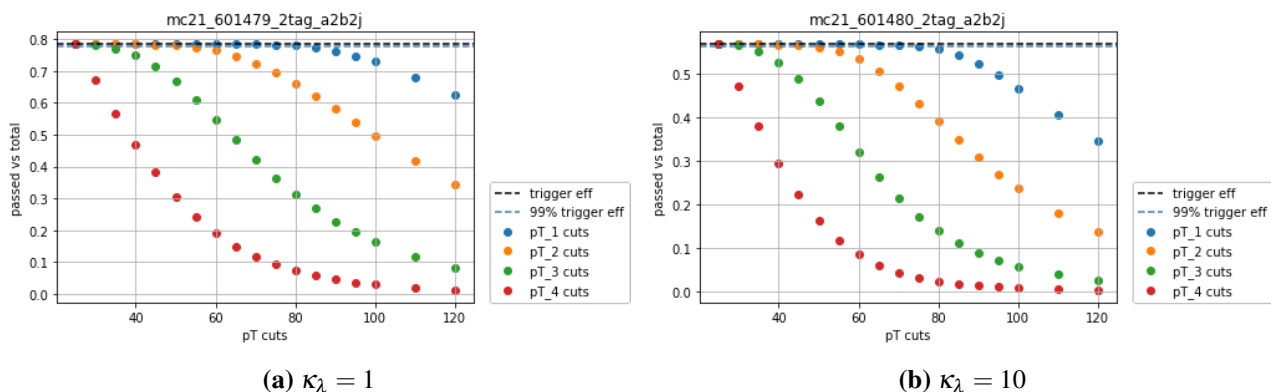 mc21_601479_2tag_a2b2j
passed vs total
0.8
0.7
0.6
0.5
0.4
0.3
0.2
0.1
0.0
40 60 80 100 120
pT cuts
trigger eff
99% trigger eff
pT_1 cuts
pT_2 cuts
pT_3 cuts
pT_4 cuts
(a) κλ = 1
mc21_601480_2tag_a2b2j
passed vs total
0.5
0.4
0.3
0.2
0.1
0.0
40 60 80 100 120
pT cuts
trigger eff
99% trigger eff
pT_1 cuts
pT_2 cuts
pT_3 cuts
pT_4 cuts
(b) κλ = 10